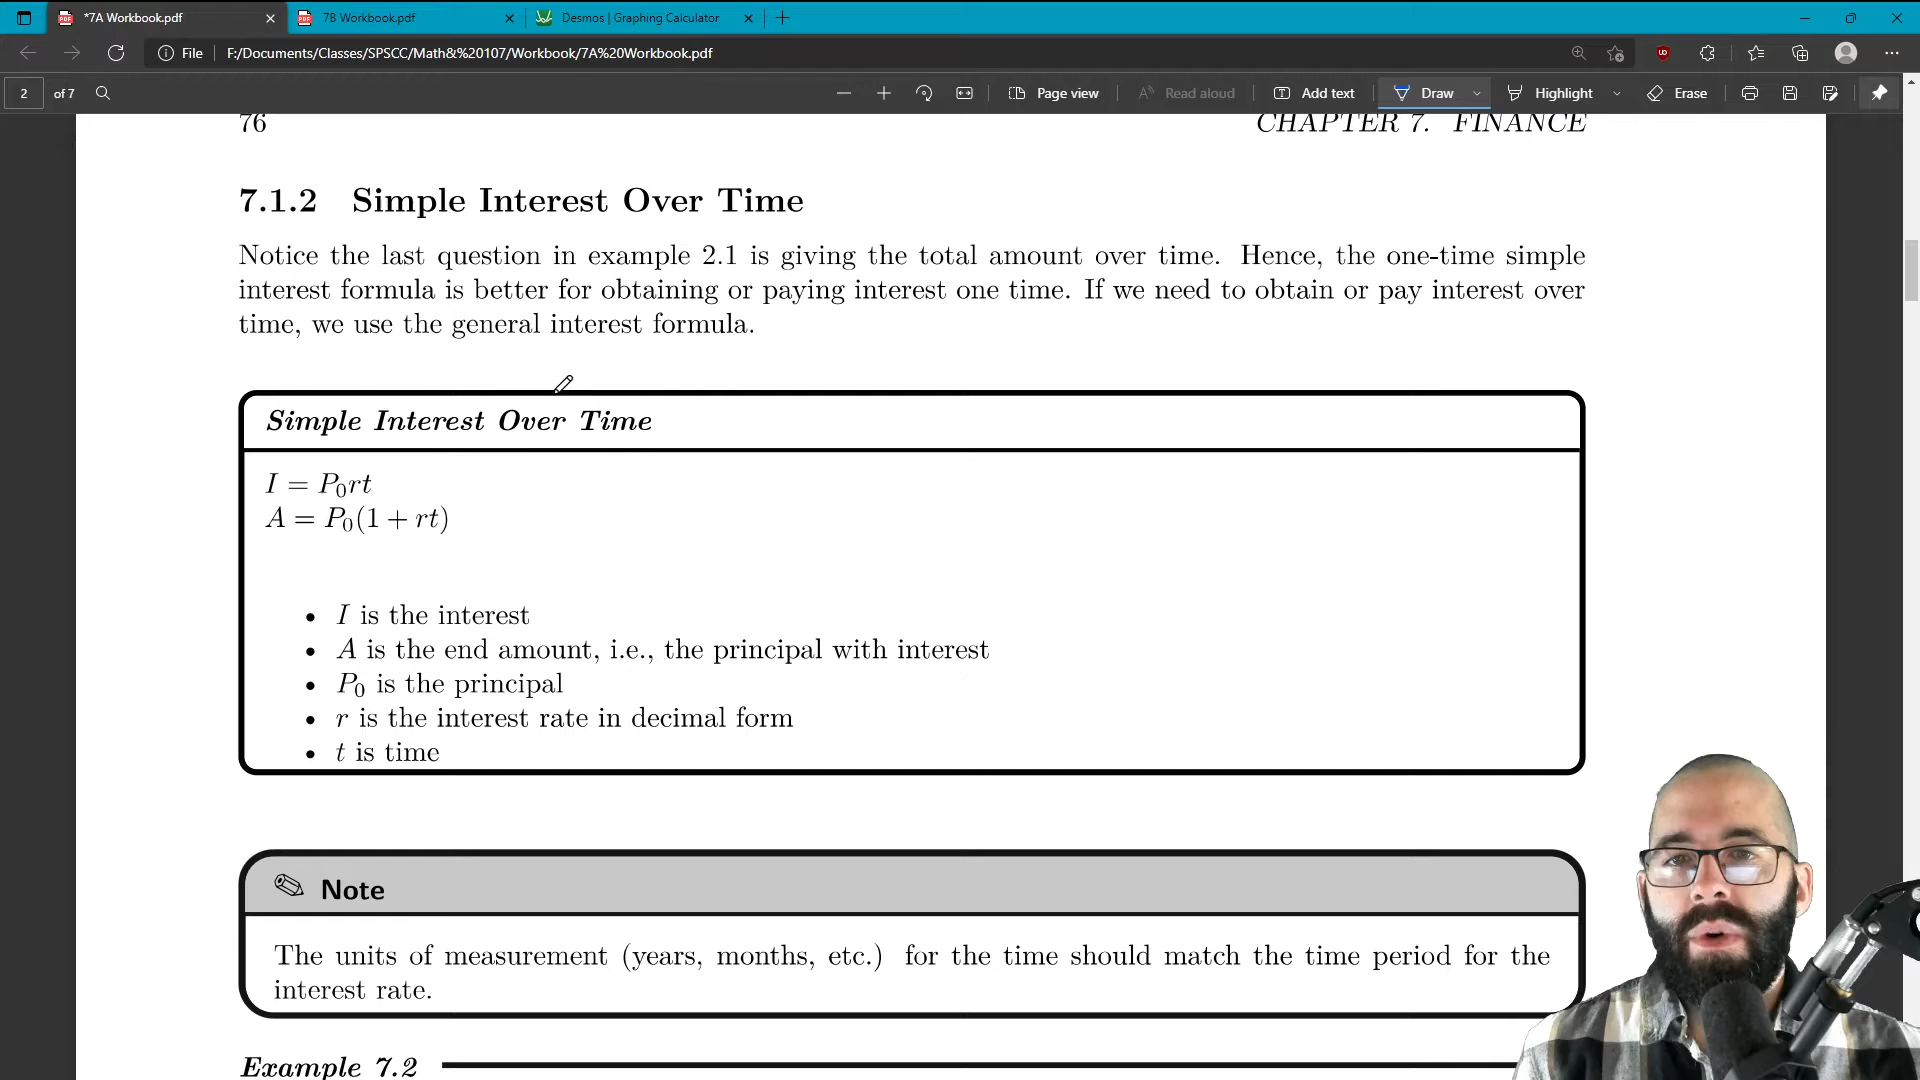 *7A Workbook.pdf
7B Workbook.pdf
Desmos | Graphing Calculator
File
F:/Documents/Classes/SPSCC/Math&%20107/Workbook/7A%20Workbook.pdf
2 of 7
Page view
Read aloud
Add text
Draw
Highlight
Erase
76 CHAPTER 7. FINANCE
7.1.2 Simple Interest Over Time
Notice the last question in example 2.1 is giving the total amount over time. Hence, the one-time simple
interest formula is better for obtaining or paying interest one time. If we need to obtain or pay interest over
time, we use the general interest formula.
Simple Interest Over Time
I = P₀rt
A = P₀(1 + rt)
• I is the interest
• A is the end amount, i.e., the principal with interest
• P₀ is the principal
• r is the interest rate in decimal form
• t is time
Note
The units of measurement (years, months, etc.) for the time should match the time period for the
interest rate.
Example 7.2